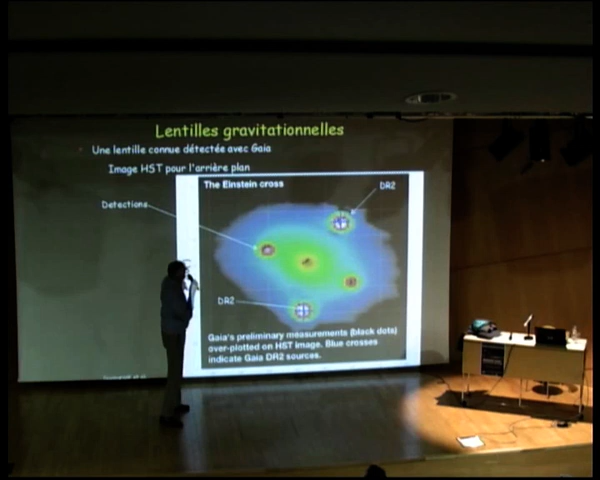 Lentilles gravitationnelles
Une lentille connue détectée avec Gaia
Image HST pour l'arrière plan
The Einstein cross
DR2
Detections
DR2
Gaia's preliminary measurements (black dots)
over-plotted on HST image. Blue crosses
indicate Gaia DR2 sources.